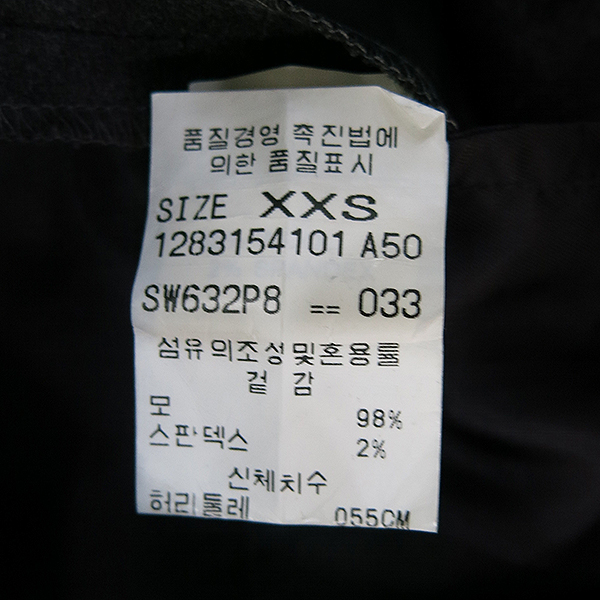 품질경영 촉진법에
의한 품질표시
SIZE XXS
1283154101 A50
SW632P8 == 033
섬유의조성및혼용률
겉 감
모 98%
스판덱스 2%
신체치수
허리둘레 055CM